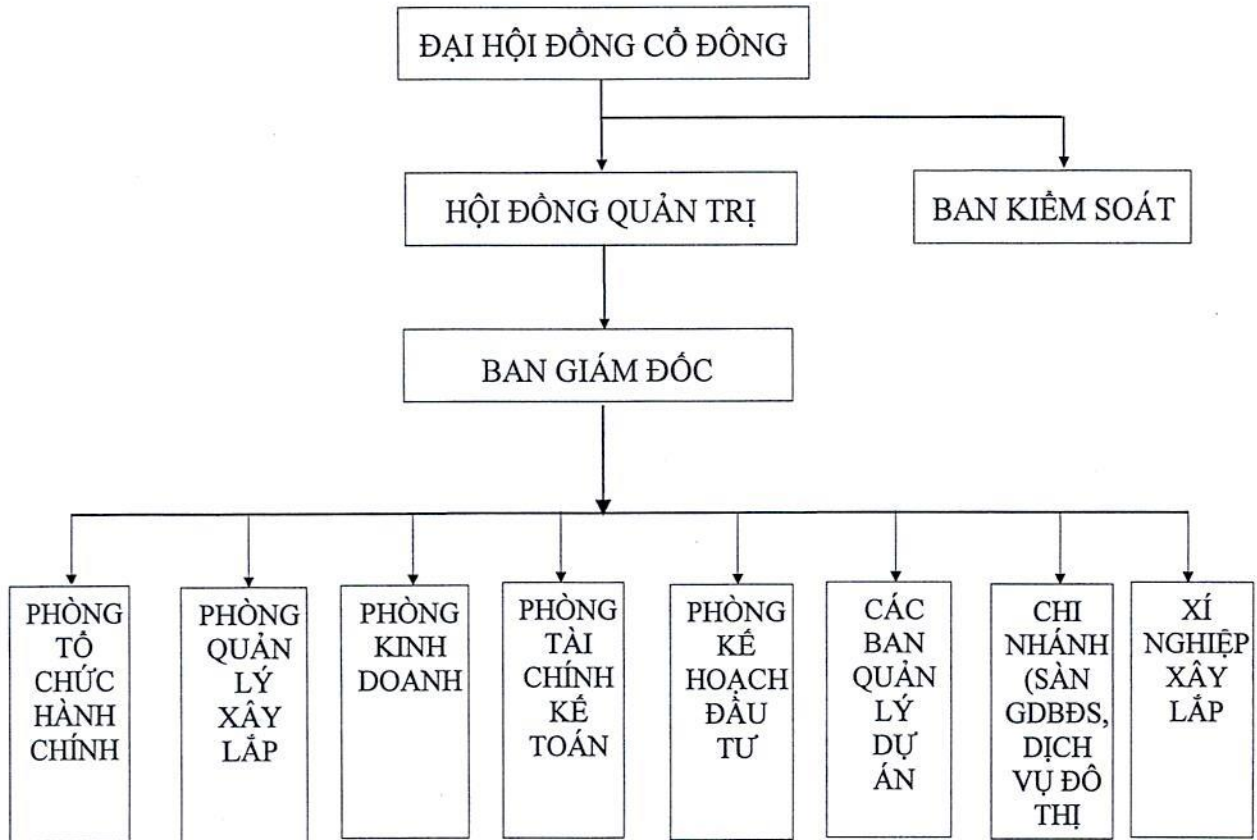 ĐẠI HỘI ĐỒNG CỔ ĐÔNG
HỘI ĐỒNG QUẢN TRỊ
BAN KIỂM SOÁT
BAN GIÁM ĐỐC
PHÒNG
TỔ
CHỨC
HÀNH
CHÍNH
PHÒNG
QUẢN
LÝ
XÂY
LẮP
PHÒNG
KINH
DOANH
PHÒNG
TÀI
CHÍNH
KẾ
TOÁN
PHÒNG
KẾ
HOẠCH
ĐẦU
TƯ
CÁC
BAN
QUẢN
LÝ
DỰ
ÁN
CHI
NHÁNH
(SÀN
GDBĐS,
DỊCH
VỤ ĐÔ
THỊ
XÍ
NGHIỆP
XÂY
LẮP